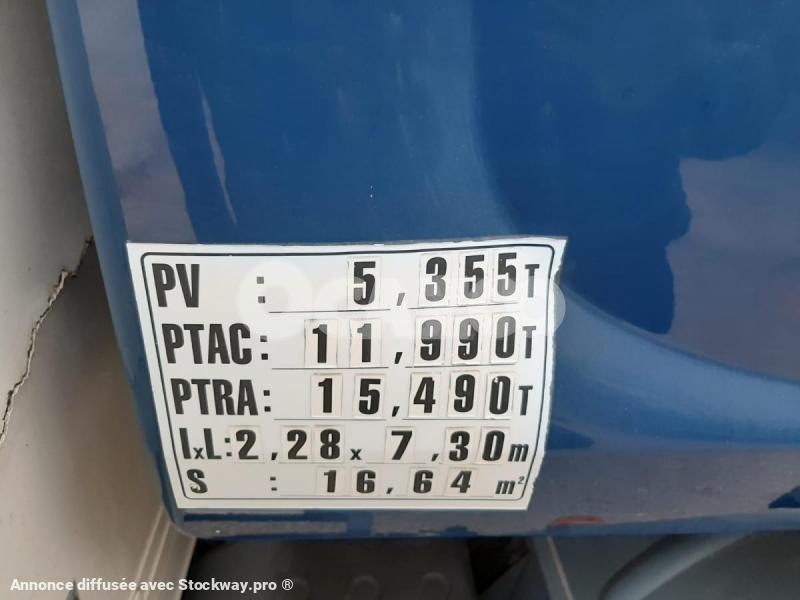 PV : 5,355T
PTAC: 11,990T
PTRA: 15,490T
lxL: 2,28x 7,30m
S : 16,64 m²
Annonce diffusée avec Stockway.pro ®